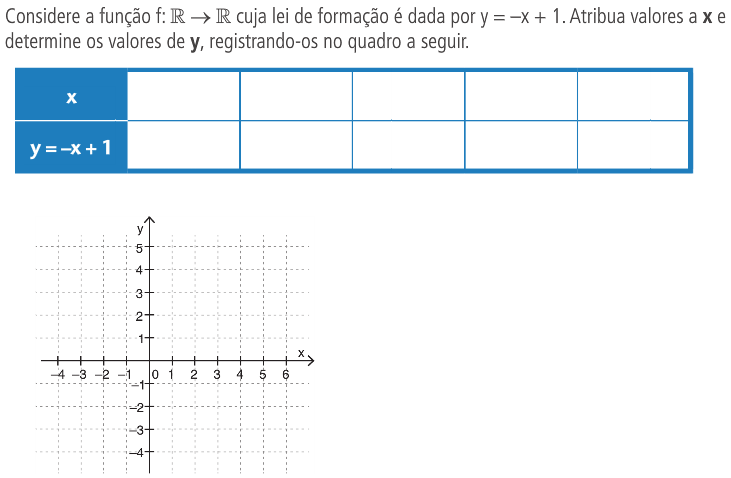 Considere a função f: ℝ → ℝ cuja lei de formação é dada por y = –x + 1. Atribua valores a x e
determine os valores de y, registrando-os no quadro a seguir.
x
y = –x + 1
y
5
4
3
2
1
x
–4 –3 –2 –1 0 1 2 3 4 5 6
–1
–2
–3
–4